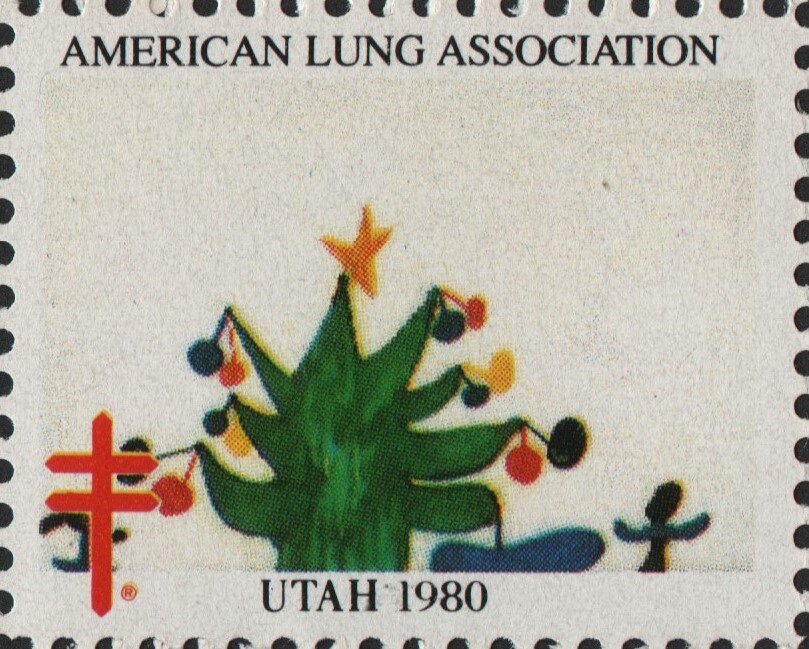 AMERICAN LUNG ASSOCIATION
®
UTAH 1980